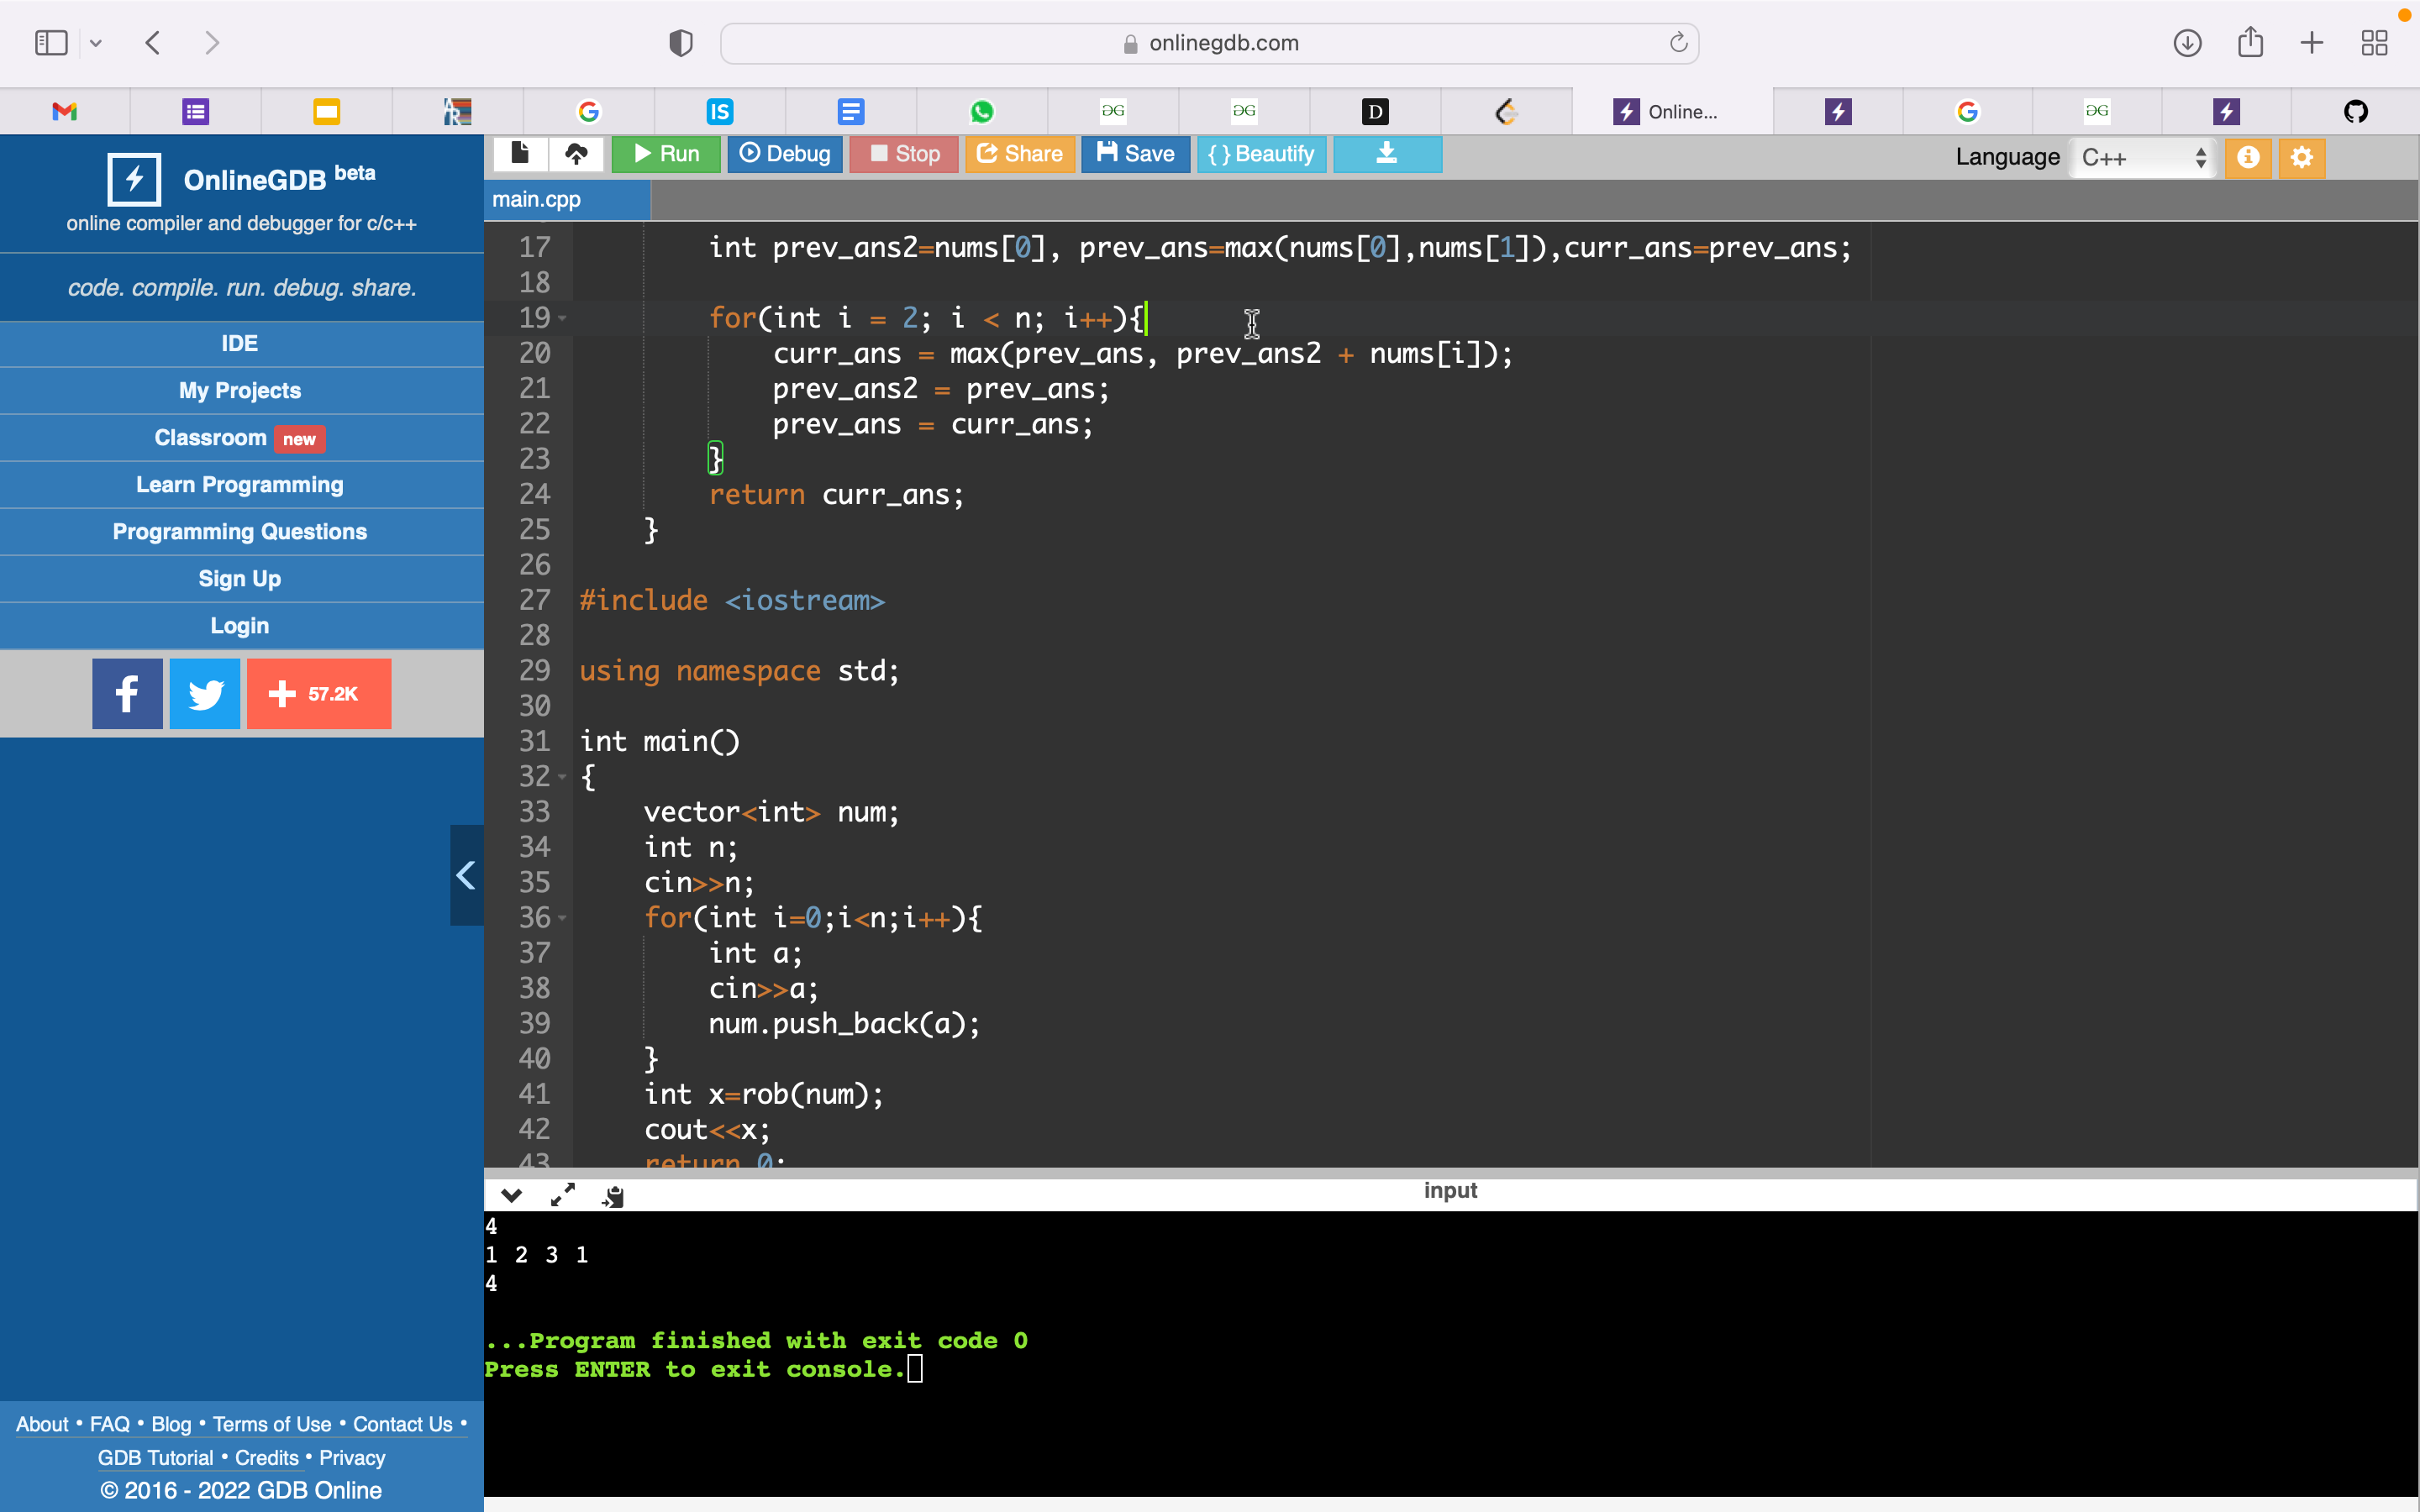 onlinegdb.com
Online...
OnlineGDB beta
online compiler and debugger for c/c++
code. compile. run. debug. share.
IDE
My Projects
Classroom new
Learn Programming
Programming Questions
Sign Up
Login
57.2K
About • FAQ • Blog • Terms of Use • Contact Us •
GDB Tutorial • Credits • Privacy
© 2016 - 2022 GDB Online
Run Debug Stop Share Save { } Beautify
Language C++
main.cpp
17 int prev_ans2=nums[0], prev_ans=max(nums[0],nums[1]),curr_ans=prev_ans;
18
19 for(int i = 2; i < n; i++){
20 curr_ans = max(prev_ans, prev_ans2 + nums[i]);
21 prev_ans2 = prev_ans;
22 prev_ans = curr_ans;
23 }
24 return curr_ans;
25 }
26
27 #include <iostream>
28
29 using namespace std;
30
31 int main()
32 {
33 vector<int> num;
34 int n;
35 cin>>n;
36 for(int i=0;i<n;i++){
37 int a;
38 cin>>a;
39 num.push_back(a);
40 }
41 int x=rob(num);
42 cout<<x;
43 return 0;
input
4
1 2 3 1
4
...Program finished with exit code 0
Press ENTER to exit console.